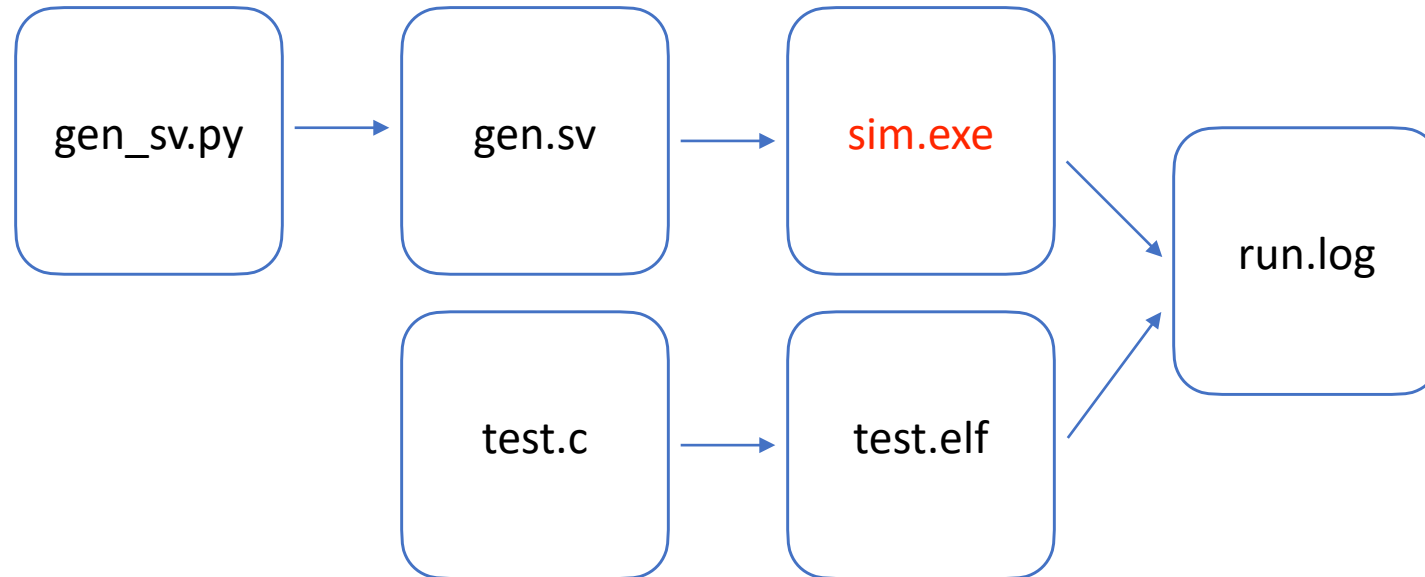 gen_sv.py
gen.sv
sim.exe
run.log
test.c
test.elf